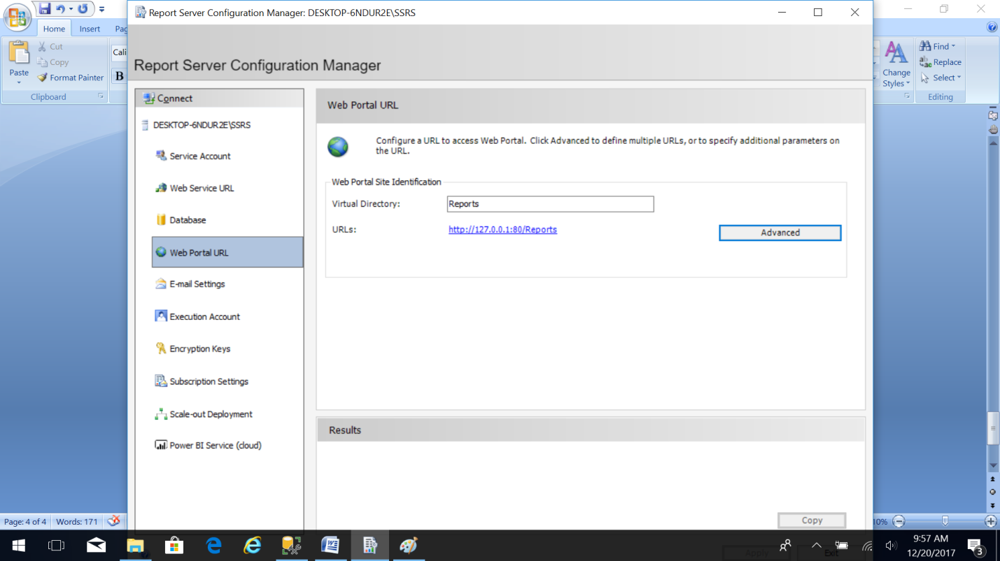 Report Server Configuration Manager: DESKTOP-6NDUR2E\SSRS
Home Insert Pag
Cut
Copy
Format Painter
Paste
Clipboard
Cali
B
Change
Styles
Find
Replace
Select
Editing
Report Server Configuration Manager
Connect
DESKTOP-6NDUR2E\SSRS
Service Account
Web Service URL
Database
Web Portal URL
E-mail Settings
Execution Account
Encryption Keys
Subscription Settings
Scale-out Deployment
Power BI Service (cloud)
Web Portal URL
Configure a URL to access Web Portal. Click Advanced to define multiple URLs, or to specify additional parameters on
the URL.
Web Portal Site Identification
Virtual Directory: Reports
URLs: http://127.0.0.1:80/Reports
Advanced
Results
Copy
Apply Exit
Page: 4 of 4 Words: 171
10%
9:57 AM
12/20/2017
3